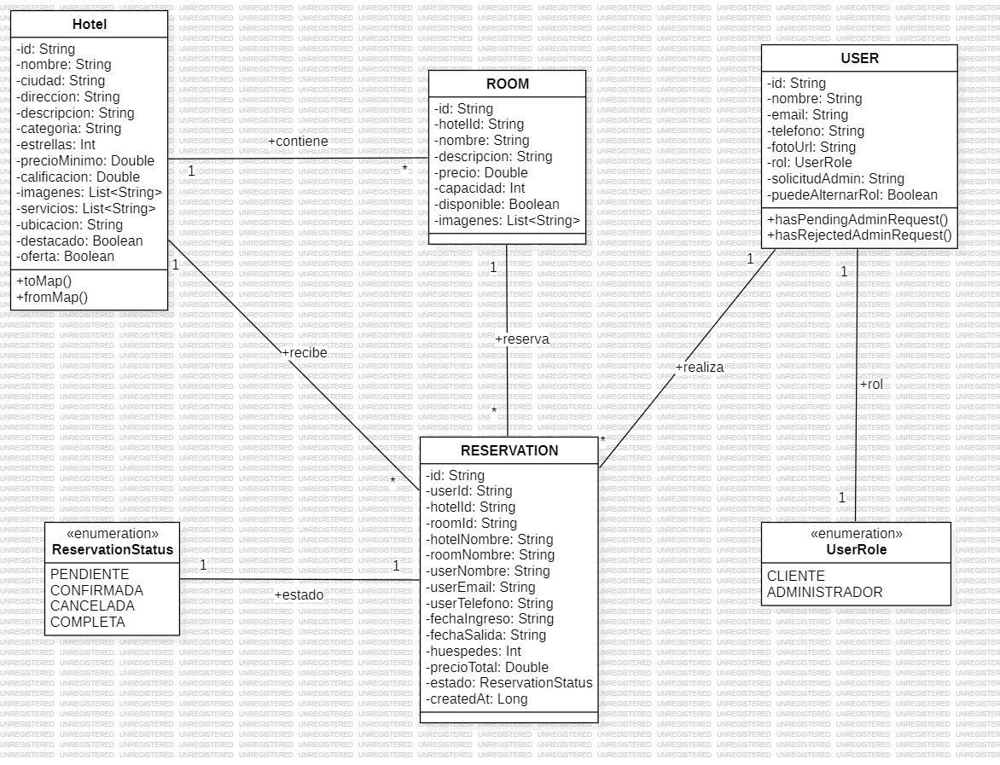 Hotel
-id: String
-nombre: String
-ciudad: String
-direccion: String
-descripcion: String
-categoria: String
-estrellas: Int
-precioMinimo: Double
-calificacion: Double
-imagenes: List<String>
-servicios: List<String>
-ubicacion: String
-destacado: Boolean
-oferta: Boolean
+toMap()
+fromMap()
+contiene
1
*
ROOM
-id: String
-hotelId: String
-nombre: String
-descripcion: String
-precio: Double
-capacidad: Int
-disponible: Boolean
-imagenes: List<String>
USER
-id: String
-nombre: String
-email: String
-telefono: String
-fotoUrl: String
-rol: UserRole
-solicitudAdmin: String
-puedeAlternarRol: Boolean
+hasPendingAdminRequest()
+hasRejectedAdminRequest()
1
+recibe
*
1
+reserva
*
1
+realiza
*
1
+rol
1
RESERVATION
-id: String
-userId: String
-hotelId: String
-roomId: String
-hotelNombre: String
-roomNombre: String
-userNombre: String
-userEmail: String
-userTelefono: String
-fechaIngreso: String
-fechaSalida: String
-huespedes: Int
-precioTotal: Double
-estado: ReservationStatus
-createdAt: Long
«enumeration»
ReservationStatus
PENDIENTE
CONFIRMADA
CANCELADA
COMPLETA
1
1
+estado
«enumeration»
UserRole
CLIENTE
ADMINISTRADOR
UNREGISTERED